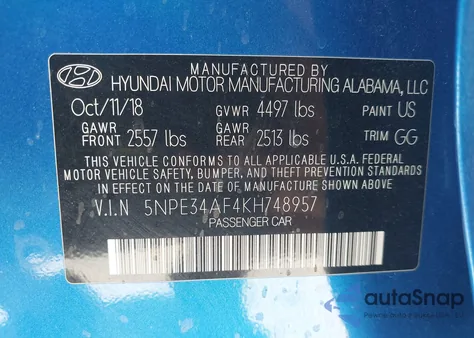 MANUFACTURED BY
HYUNDAI MOTOR MANUFACTURING ALABAMA, LLC
Oct/11/18 GVWR 4497 lbs PAINT US
GAWR FRONT 2557 lbs GAWR REAR 2513 lbs TRIM GG
THIS VEHICLE CONFORMS TO ALL APPLICABLE U.S.A. FEDERAL
MOTOR VEHICLE SAFETY, BUMPER, AND THEFT PREVENTION STANDARDS
IN EFFECT ON THE DATE OF MANUFACTURE SHOWN ABOVE.
V.I.N 5NPE34AF4KH748957
PASSENGER CAR
autoSnap